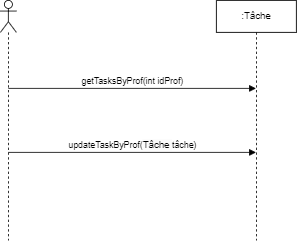 :Tâche
getTasksByProf(int idProf)
updateTaskByProf(Tâche tâche)